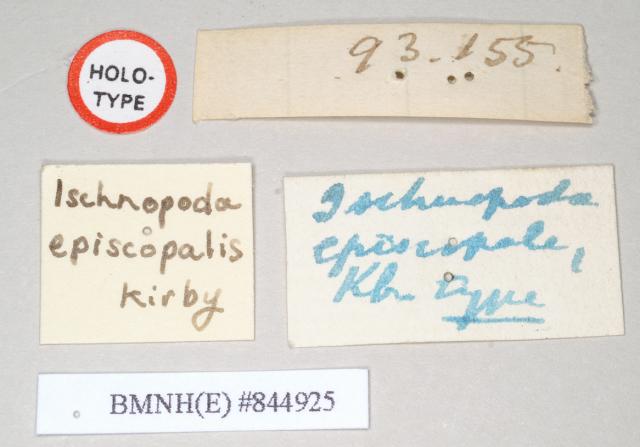 HOLO-
TYPE
93.155.
Ischnopoda
episcopalis
Kirby
Ischnopoda
episcopale,
Kb. type
BMNH(E) #844925